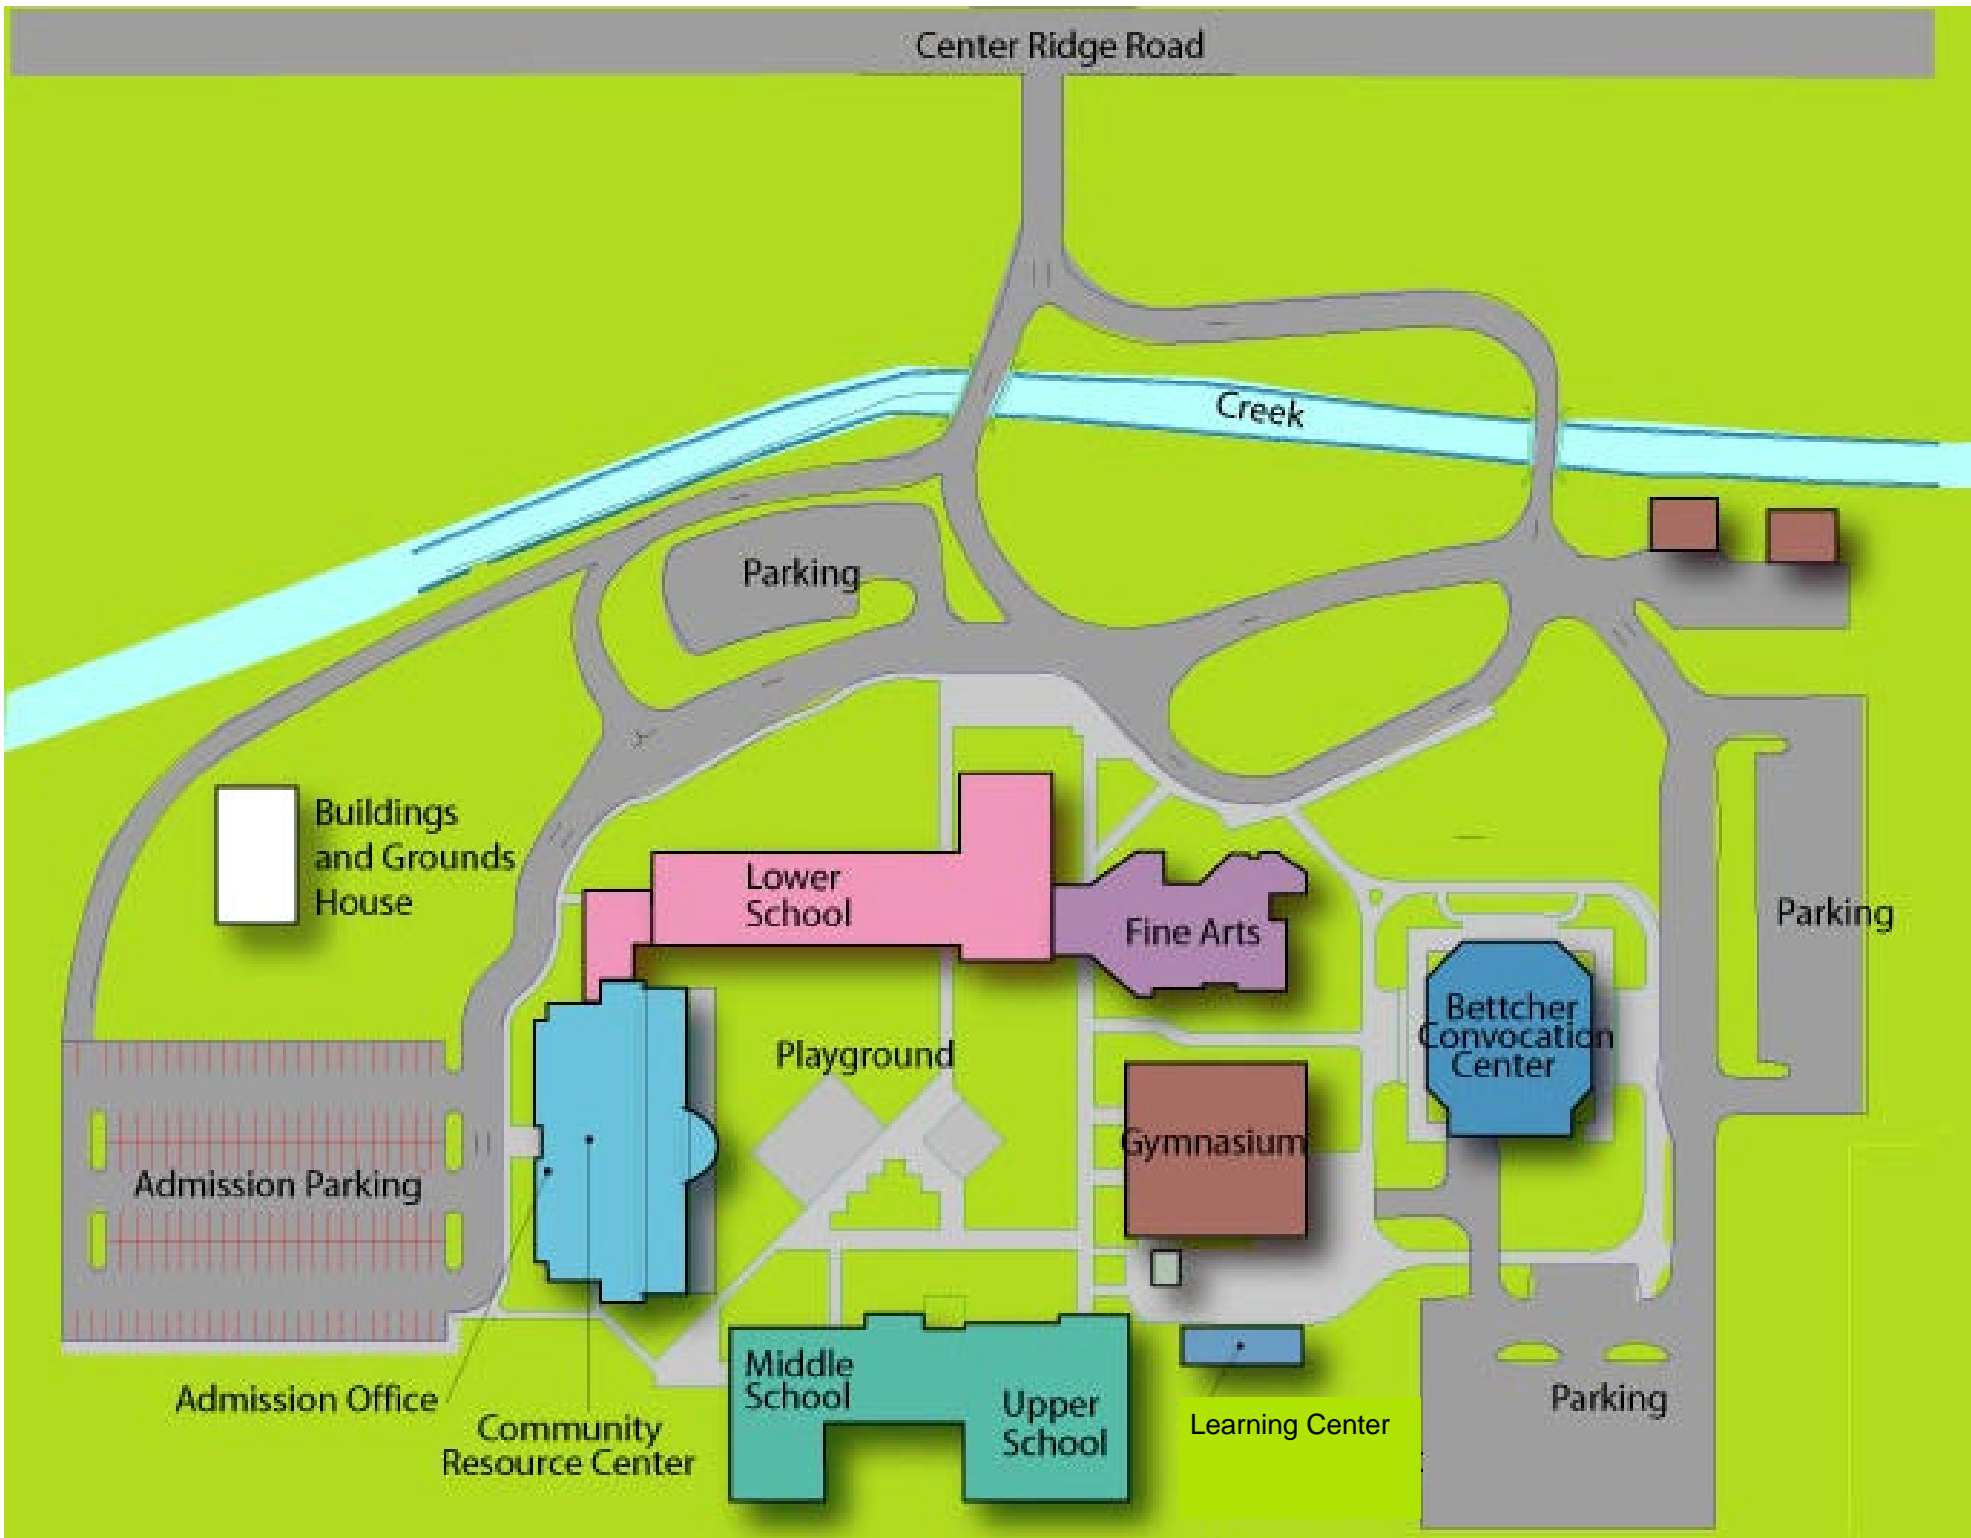 Center Ridge Road
Creek
Parking
Buildings
and Grounds
House
Lower
School
Fine Arts
Parking
Bettcher
Convocation
Center
Playground
Gymnasium
Admission Parking
Middle
School
Upper
School
Admission Office
Community
Resource Center
Learning Center
Parking